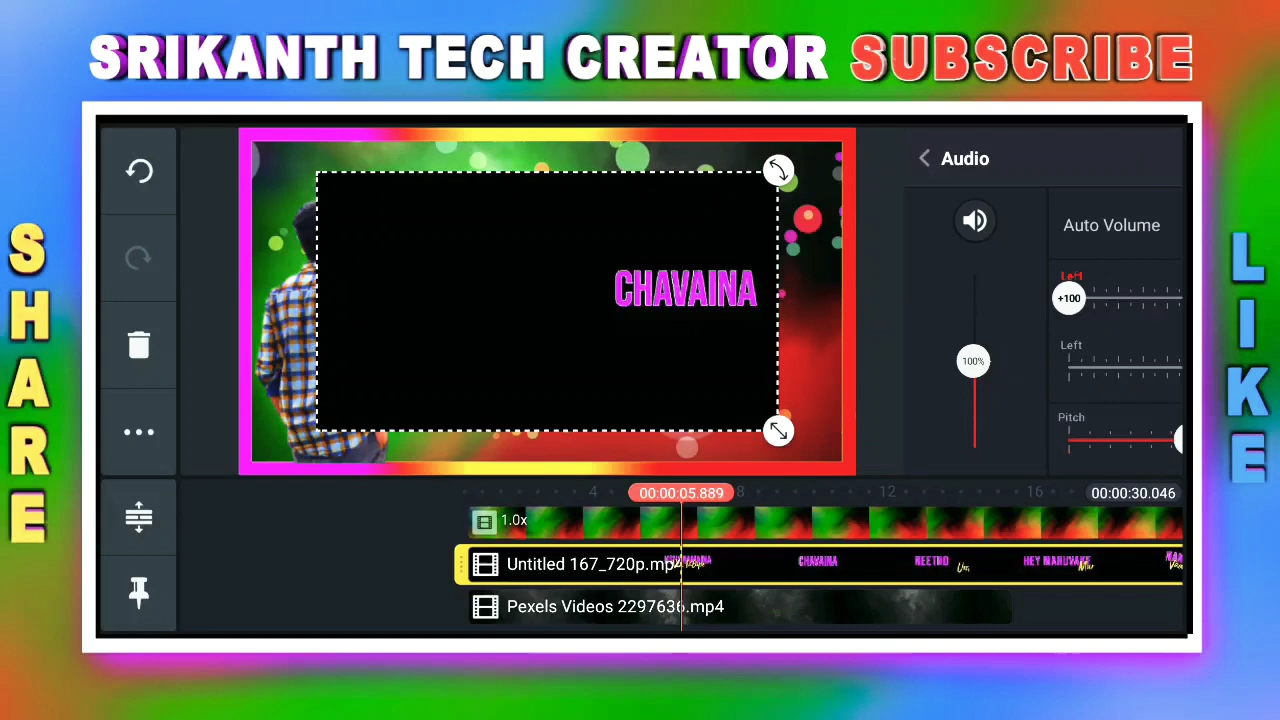 SRIKANTH TECH CREATOR SUBSCRIBE
SHARE
LIKE
CHAVAINA
Audio
Auto Volume
Left
+100
100%
Left
Pitch
4 00:00:05.889 8 12 16 00:00:30.046
1.0x
Untitled 167_720p.mp4 CHAVAINA NEETHO HEY MANUVAKE
Pexels Videos 2297636.mp4